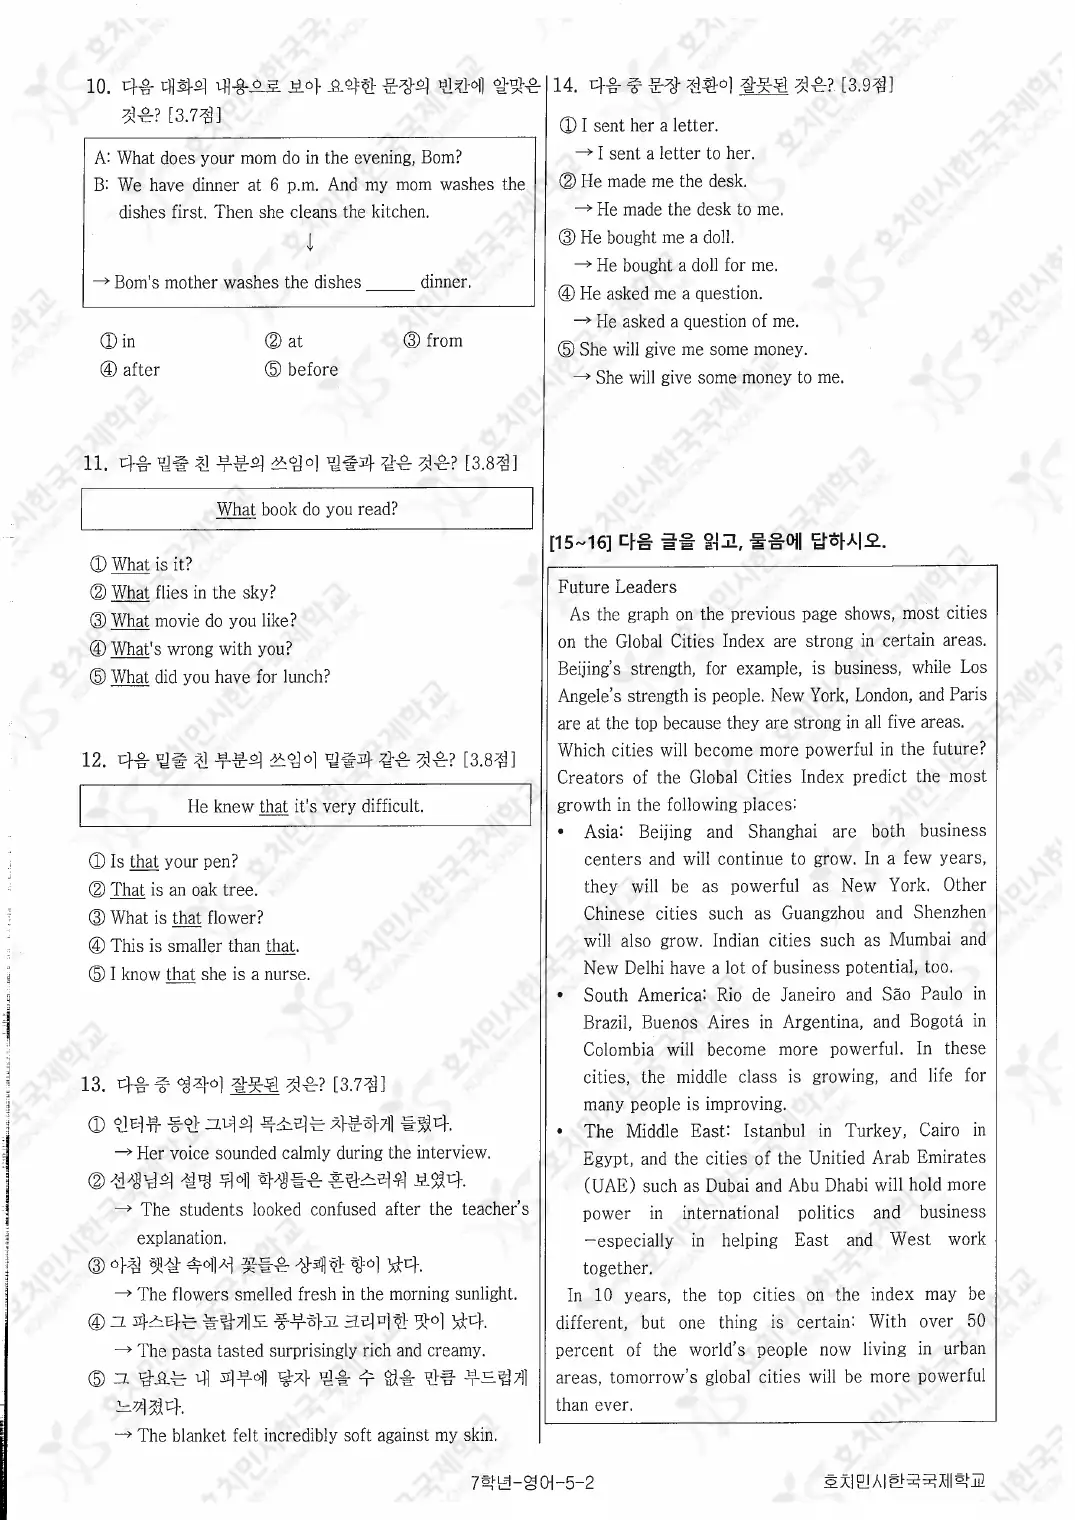 10. 다음 대화의 내용으로 보아 요약한 문장의 빈칸에 알맞은
것은? [3.7점]
A: What does your mom do in the evening, Bom?
B: We have dinner at 6 p.m. And my mom washes the
dishes first. Then she cleans the kitchen.
↓
→ Bom's mother washes the dishes _____ dinner.
① in ② at ③ from
④ after ⑤ before
11. 다음 밑줄 친 부분의 쓰임이 밑줄과 같은 것은? [3.8점]
What book do you read?
① What is it?
② What flies in the sky?
③ What movie do you like?
④ What's wrong with you?
⑤ What did you have for lunch?
12. 다음 밑줄 친 부분의 쓰임이 밑줄과 같은 것은? [3.8점]
He knew that it's very difficult.
① Is that your pen?
② That is an oak tree.
③ What is that flower?
④ This is smaller than that.
⑤ I know that she is a nurse.
13. 다음 중 영작이 잘못된 것은? [3.7점]
① 인터뷰 동안 그녀의 목소리는 차분하게 들렸다.
→ Her voice sounded calmly during the interview.
② 선생님의 설명 뒤에 학생들은 혼란스러워 보였다.
→ The students looked confused after the teacher's
explanation.
③ 아침 햇살 속에서 꽃들은 상쾌한 향이 났다.
→ The flowers smelled fresh in the morning sunlight.
④ 그 파스타는 놀랍게도 풍부하고 크리미한 맛이 났다.
→ The pasta tasted surprisingly rich and creamy.
⑤ 그 담요는 내 피부에 닿자 믿을 수 없을 만큼 부드럽게
느껴졌다.
→ The blanket felt incredibly soft against my skin.
14. 다음 중 문장 전환이 잘못된 것은? [3.9점]
① I sent her a letter.
→ I sent a letter to her.
② He made me the desk.
→ He made the desk to me.
③ He bought me a doll.
→ He bought a doll for me.
④ He asked me a question.
→ He asked a question of me.
⑤ She will give me some money.
→ She will give some money to me.
[15~16] 다음 글을 읽고, 물음에 답하시오.
Future Leaders
As the graph on the previous page shows, most cities
on the Global Cities Index are strong in certain areas.
Beijing's strength, for example, is business, while Los
Angele's strength is people. New York, London, and Paris
are at the top because they are strong in all five areas.
Which cities will become more powerful in the future?
Creators of the Global Cities Index predict the most
growth in the following places:
• Asia: Beijing and Shanghai are both business
centers and will continue to grow. In a few years,
they will be as powerful as New York. Other
Chinese cities such as Guangzhou and Shenzhen
will also grow. Indian cities such as Mumbai and
New Delhi have a lot of business potential, too.
• South America: Rio de Janeiro and São Paulo in
Brazil, Buenos Aires in Argentina, and Bogotá in
Colombia will become more powerful. In these
cities, the middle class is growing, and life for
many people is improving.
• The Middle East: Istanbul in Turkey, Cairo in
Egypt, and the cities of the Unitied Arab Emirates
(UAE) such as Dubai and Abu Dhabi will hold more
power in international politics and business
—especially in helping East and West work
together.
In 10 years, the top cities on the index may be
different, but one thing is certain: With over 50
percent of the world's people now living in urban
areas, tomorrow's global cities will be more powerful
than ever.
7학년-영어-5-2
호치민시한국국제학교